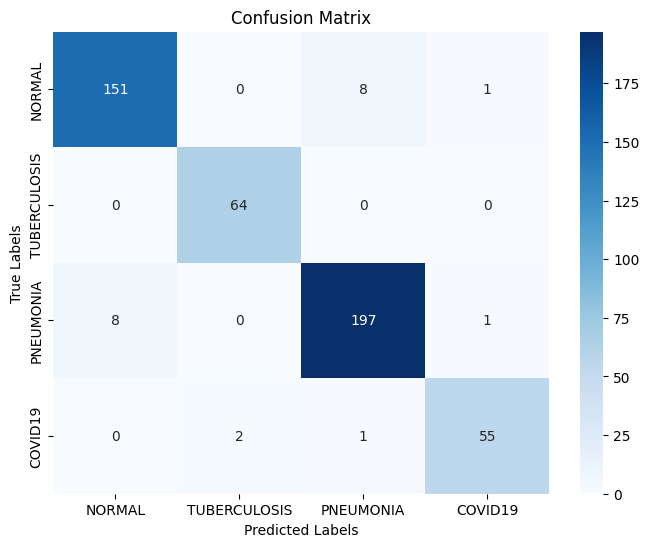 Confusion Matrix
True Labels
NORMAL 151 0 8 1
TUBERCULOSIS 0 64 0 0
PNEUMONIA 8 0 197 1
COVID19 0 2 1 55
NORMAL TUBERCULOSIS PNEUMONIA COVID19
Predicted Labels
175
150
125
100
75
50
25
0